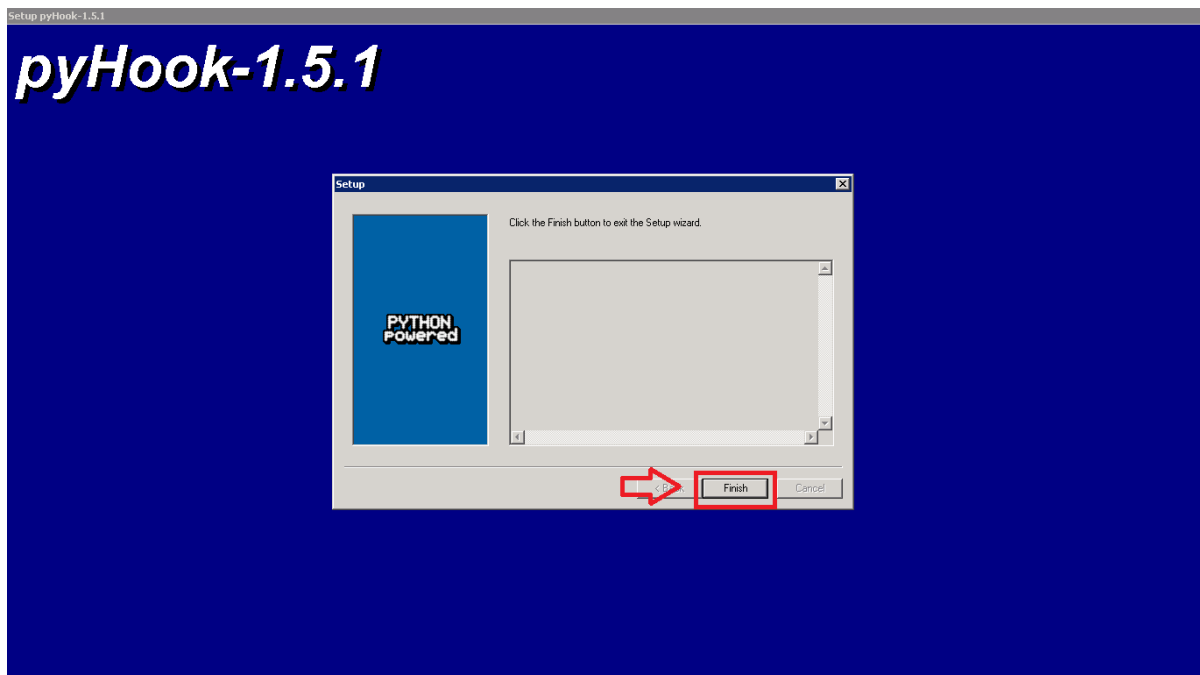 Setup pyHook-1.5.1
pyHook-1.5.1
Setup
Click the Finish button to exit the Setup wizard.
PYTHON
powered
Finish
Cancel